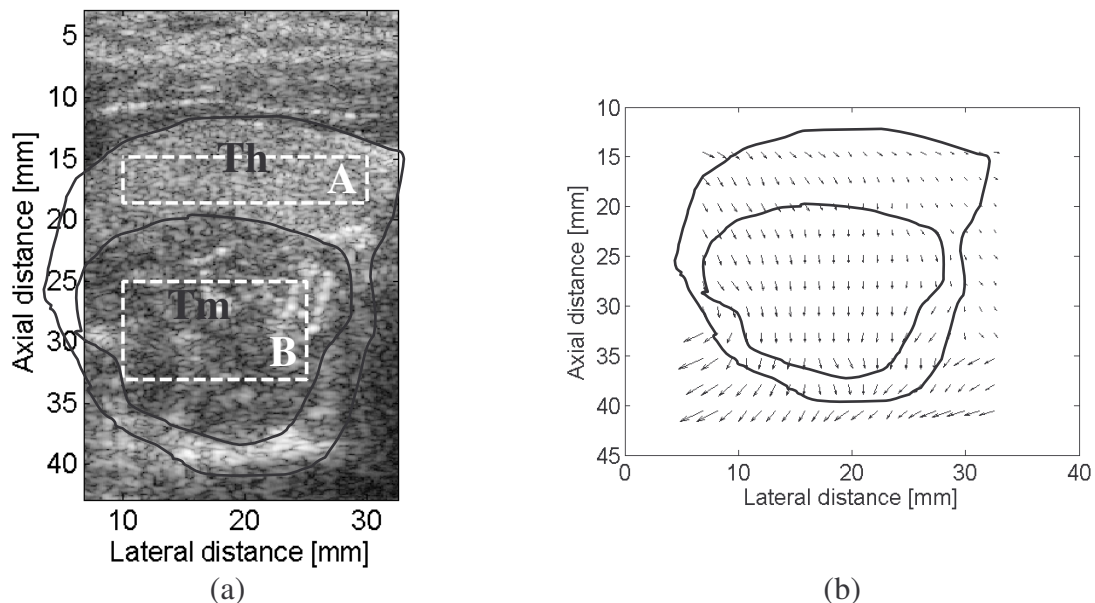 5
10
15
20
25
30
35
40
Axial distance [mm]
Th
A
Tm
B
10 20 30
Lateral distance [mm]
(a)
10
15
20
25
30
35
40
45
Axial distance [mm]
0 10 20 30 40
Lateral distance [mm]
(b)